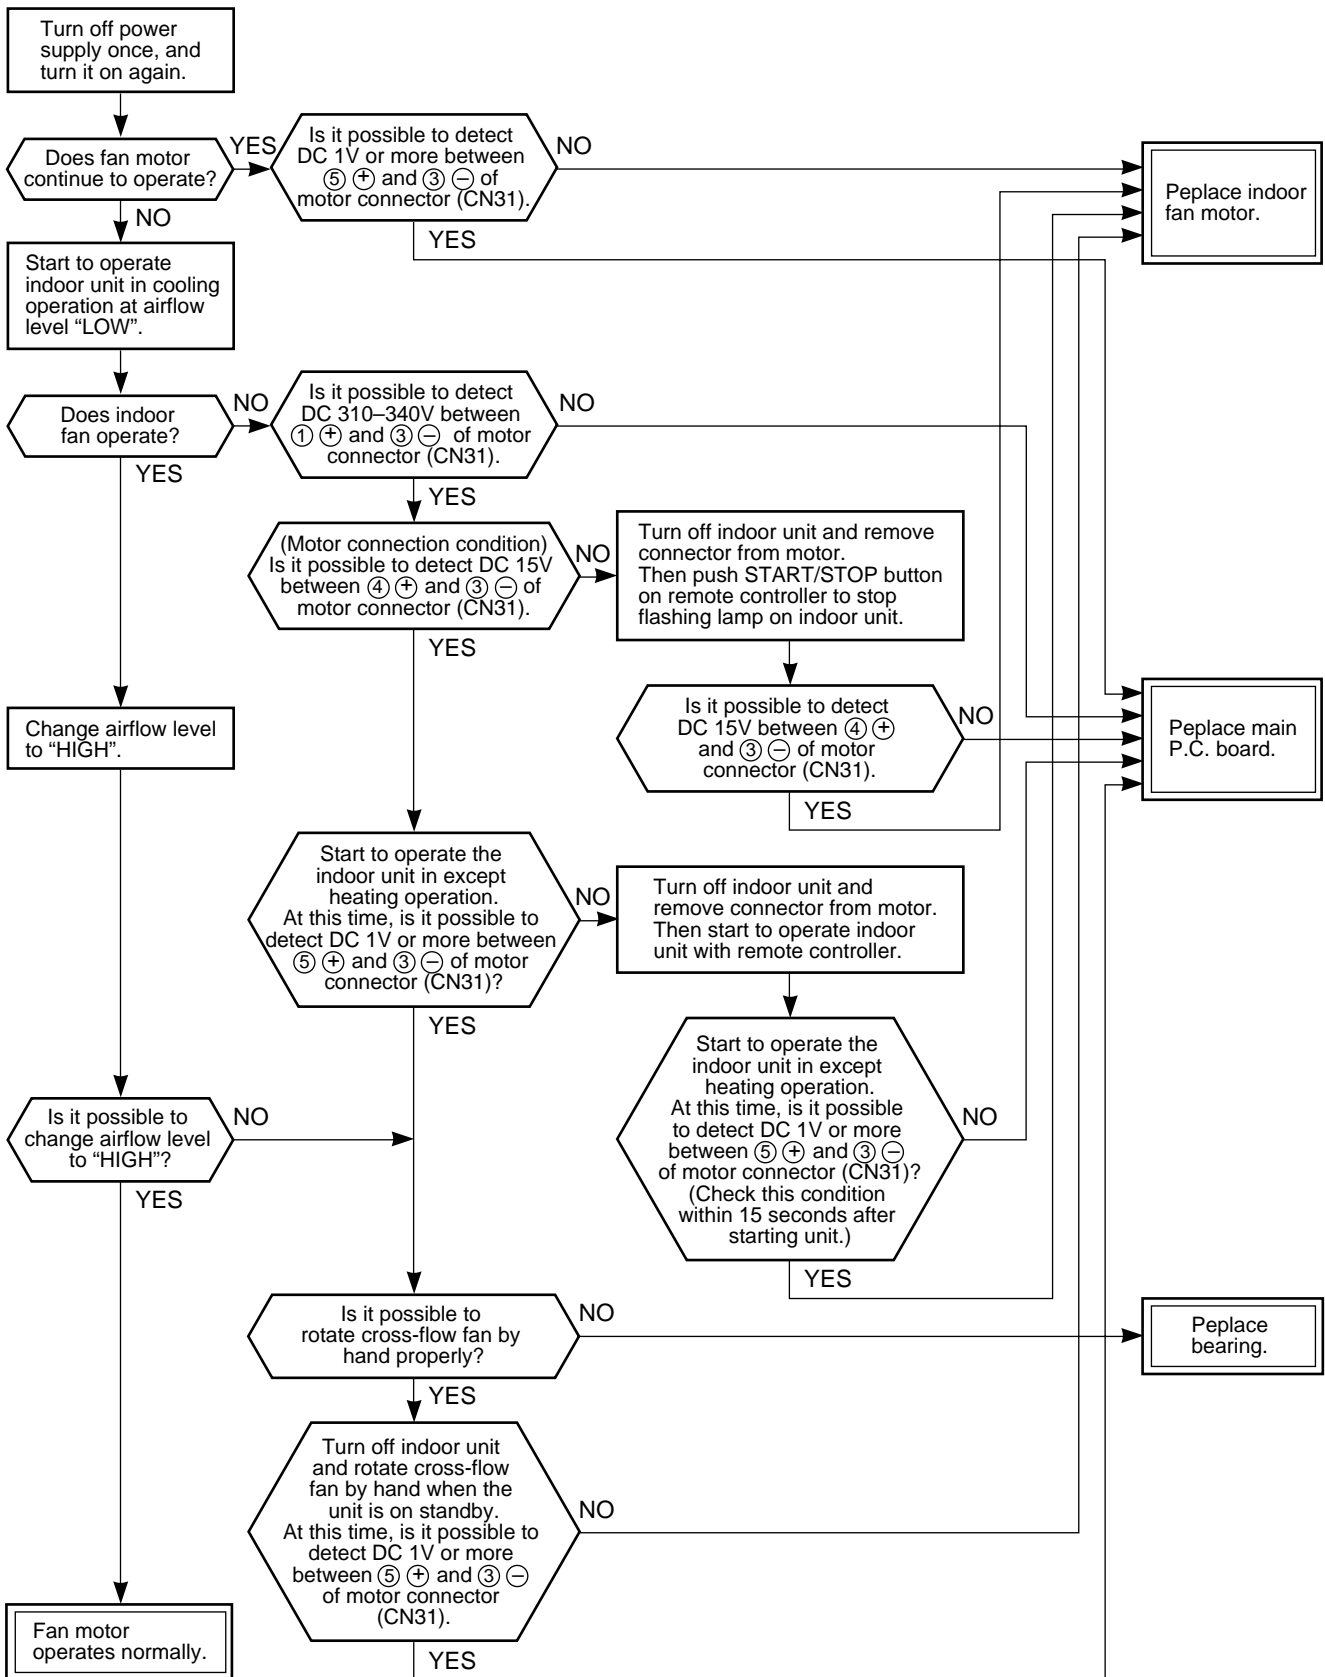 Turn off power
supply once, and
turn it on again.
Does fan motor
continue to operate?
YES
NO
Is it possible to detect
DC 1V or more between
⑤ ⊕ and ③ ⊖ of
motor connector (CN31).
NO
YES
Peplace indoor
fan motor.
Start to operate
indoor unit in cooling
operation at airflow
level “LOW”.
Does indoor
fan operate?
NO
YES
Is it possible to detect
DC 310–340V between
① ⊕ and ③ ⊖ of motor
connector (CN31).
NO
YES
(Motor connection condition)
Is it possible to detect DC 15V
between ④ ⊕ and ③ ⊖ of
motor connector (CN31).
NO
YES
Turn off indoor unit and remove
connector from motor.
Then push START/STOP button
on remote controller to stop
flashing lamp on indoor unit.
Is it possible to detect
DC 15V between ④ ⊕
and ③ ⊖ of motor
connector (CN31).
NO
YES
Peplace main
P.C. board.
Change airflow level
to “HIGH”.
Start to operate the
indoor unit in except
heating operation.
At this time, is it possible to
detect DC 1V or more between
⑤ ⊕ and ③ ⊖ of motor
connector (CN31)?
NO
YES
Turn off indoor unit and
remove connector from motor.
Then start to operate indoor
unit with remote controller.
Start to operate the
indoor unit in except
heating operation.
At this time, is it possible
to detect DC 1V or more
between ⑤ ⊕ and ③ ⊖
of motor connector (CN31)?
(Check this condition
within 15 seconds after
starting unit.)
NO
YES
Is it possible to
change airflow level
to “HIGH”?
NO
YES
Is it possible to
rotate cross-flow fan by
hand properly?
NO
YES
Peplace
bearing.
Turn off indoor unit
and rotate cross-flow
fan by hand when the
unit is on standby.
At this time, is it possible to
detect DC 1V or more
between ⑤ ⊕ and ③ ⊖
of motor connector
(CN31).
NO
YES
Fan motor
operates normally.